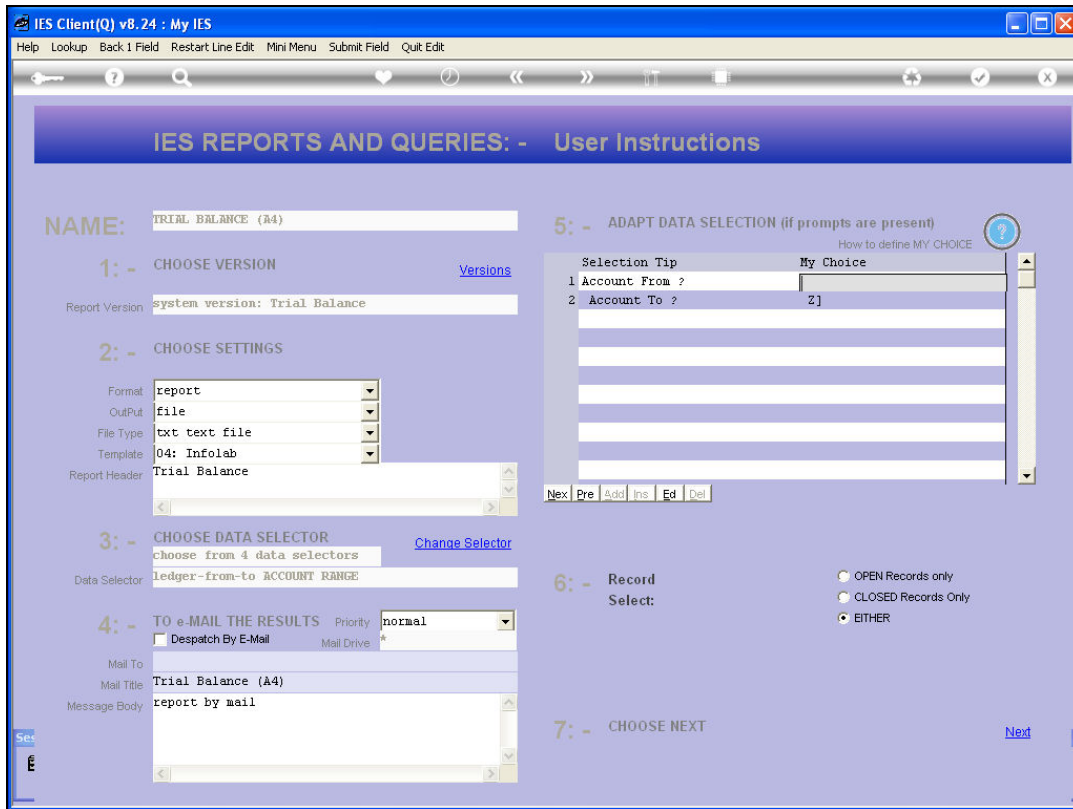 IES Client(Q) v8.24 : My IES
Help Lookup Back 1 Field Restart Line Edit Mini Menu Submit Field Quit Edit
IES REPORTS AND QUERIES: - User Instructions
NAME: TRIAL BALANCE (A4)
1: - CHOOSE VERSION Versions
Report Version system version: Trial Balance
2: - CHOOSE SETTINGS
Format report
OutPut file
File Type txt text file
Template 04: Infolab
Report Header Trial Balance
3: - CHOOSE DATA SELECTOR Change Selector
choose from 4 data selectors
Data Selector ledger-from-to ACCOUNT RANGE
4: - TO e-MAIL THE RESULTS Priority normal
Despatch By E-Mail Mail Drive *
Mail To
Mail Title Trial Balance (A4)
Message Body report by mail
5: - ADAPT DATA SELECTION (if prompts are present)
How to define MY CHOICE ?
Selection Tip My Choice
1 Account From ?
2 Account To ? Z]
Nex Pre Add Ins Ed Del
6: - Record Select:
OPEN Records only
CLOSED Records Only
EITHER
7: - CHOOSE NEXT Next